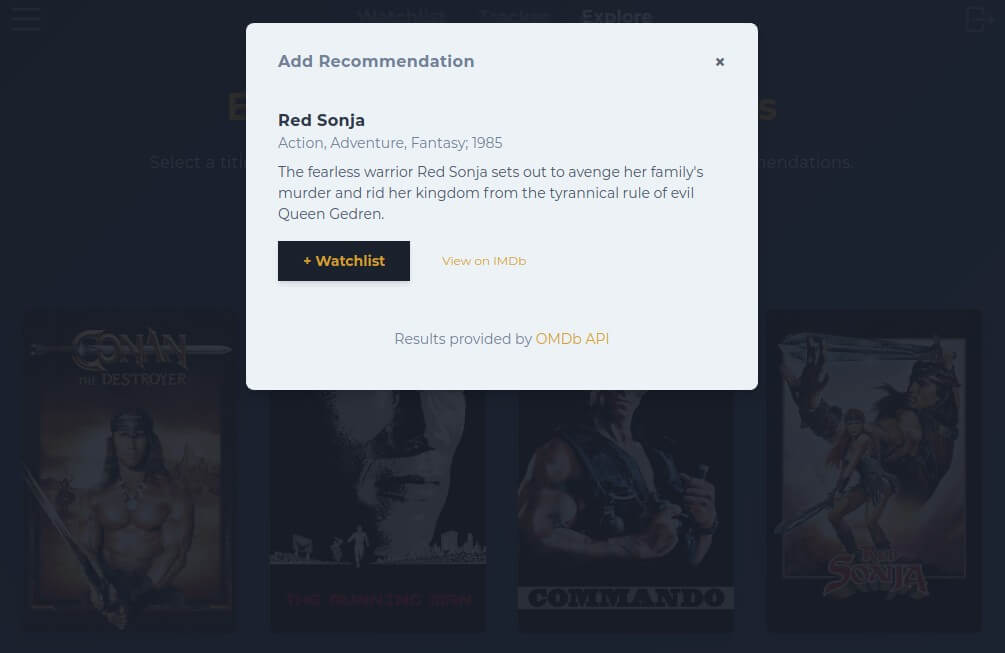 Watchlist Tracker Explore
Add Recommendation
×
Red Sonja
Action, Adventure, Fantasy; 1985
The fearless warrior Red Sonja sets out to avenge her family's
murder and rid her kingdom from the tyrannical rule of evil
Queen Gedren.
+ Watchlist
View on IMDb
Results provided by OMDb API
CONAN
THE DESTROYER
THE RUNNING MAN
COMMANDO
RED
SONJA